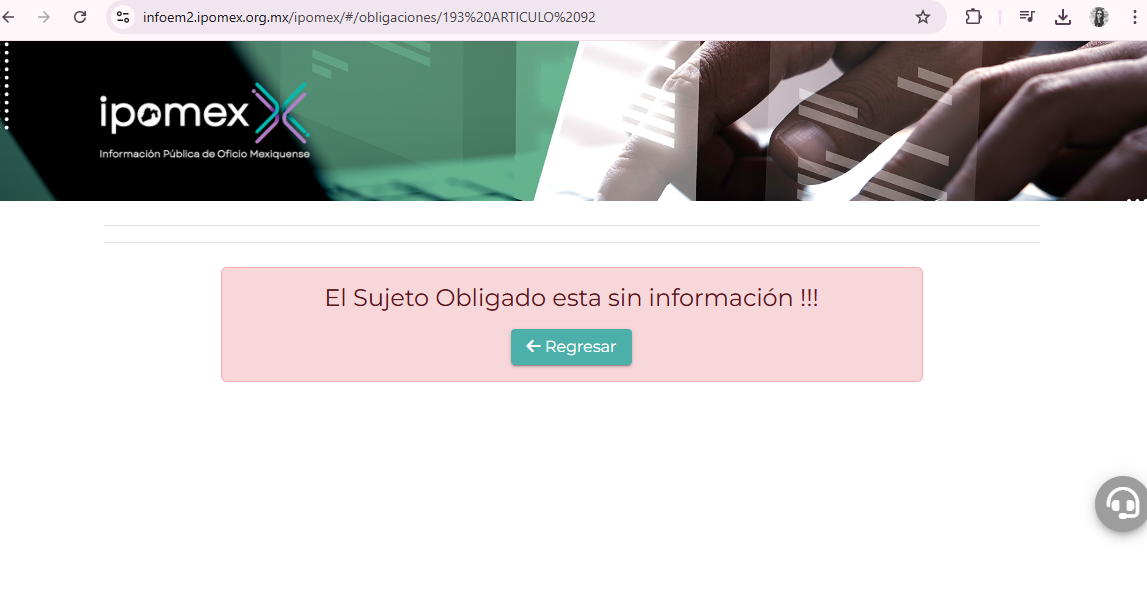 infoem2.ipomex.org.mx/ipomex/#/obligaciones/193%20ARTICULO%2092
ipomex
Información Pública de Oficio Mexiquense
El Sujeto Obligado esta sin información !!!
Regresar